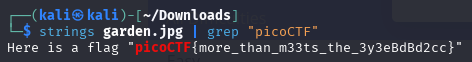 ┌──(kali㉿kali)-[~/Downloads]
└─$ strings garden.jpg | grep "picoCTF"
Here is a flag "picoCTF{more_than_m33ts_the_3y3eBdBd2cc}"